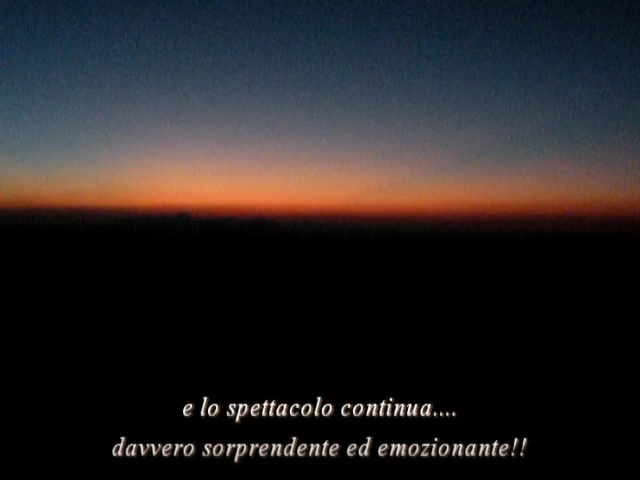 e lo spettacolo continua....
davvero sorprendente ed emozionante!!